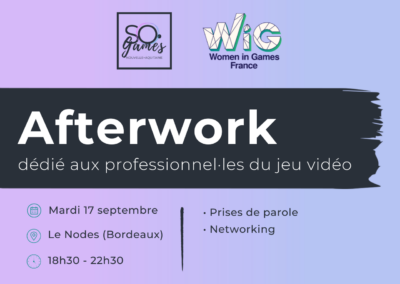 SO.
Games
WiG
Women in Games
France
Afterwork
dédié aux professionnel·les du jeu vidéo
Mardi 17 septembre
Le Nodes (Bordeaux)
18h30 - 22h30
• Prises de parole
• Networking